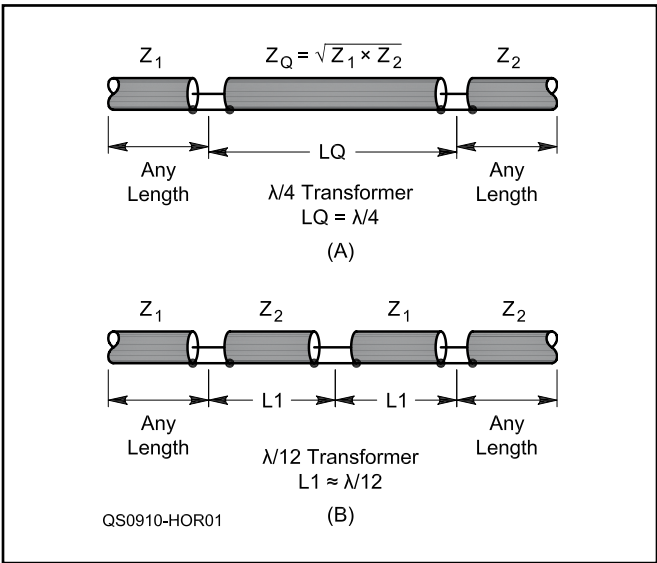 Z₁ Z_Q = √Z₁ × Z₂ Z₂
LQ
Any Length
Any Length
λ/4 Transformer
LQ = λ/4
(A)
Z₁ Z₂ Z₁ Z₂
L1 L1
Any Length
Any Length
λ/12 Transformer
L1 ≈ λ/12
QS0910-HOR01
(B)